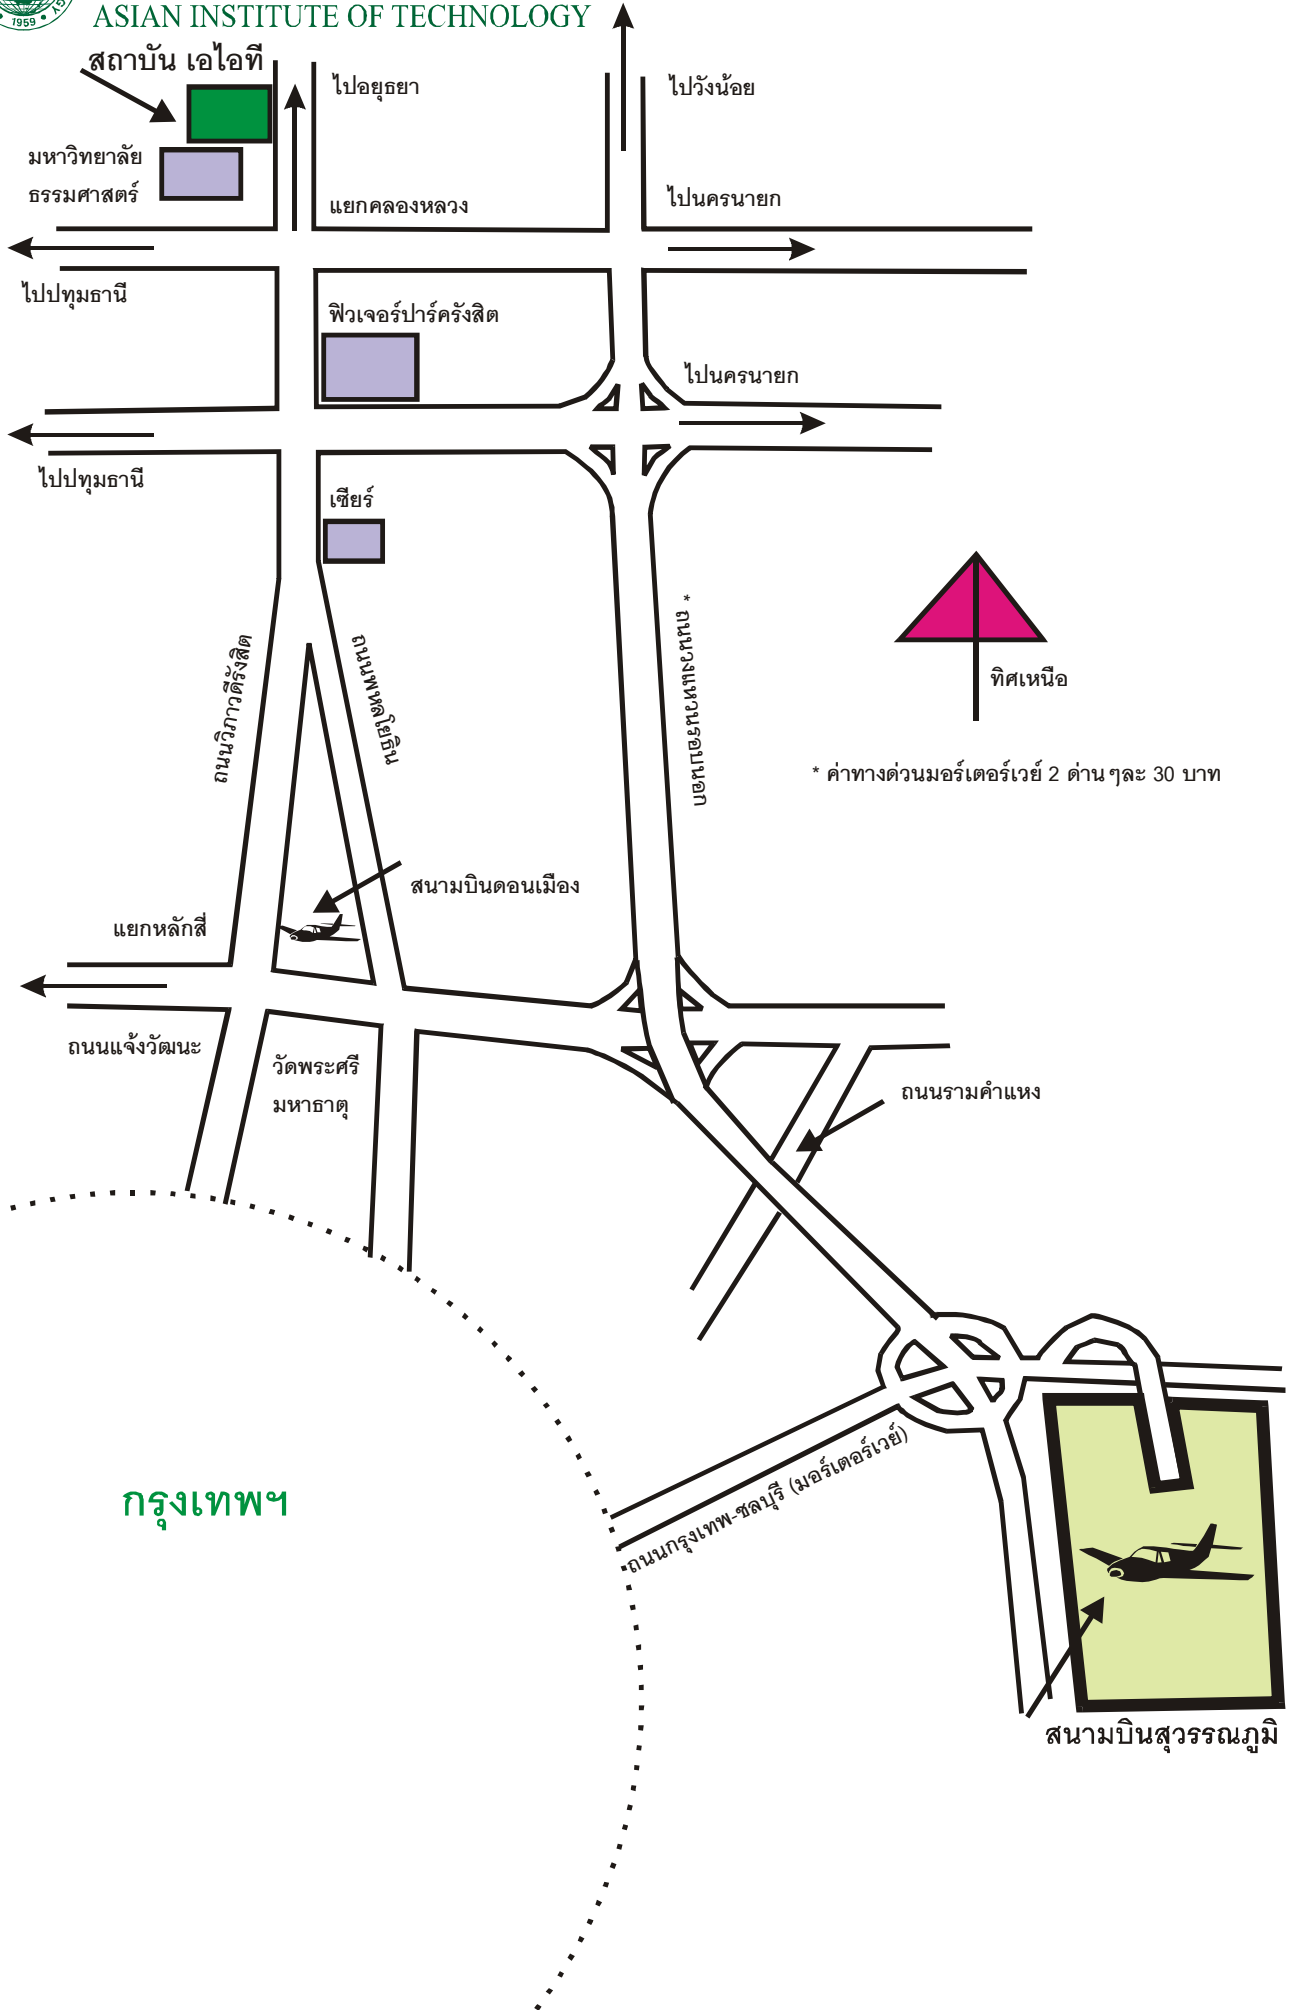 ASIAN INSTITUTE OF TECHNOLOGY
1959
สถาบัน เอไอที
ไปอยุธยา
ไปวังน้อย
มหาวิทยาลัย
ธรรมศาสตร์
แยกคลองหลวง
ไปนครนายก
ไปปทุมธานี
ฟิวเจอร์ปาร์ครังสิต
ไปนครนายก
ไปปทุมธานี
เซียร์
ถนนวิภาวดีรังสิต
ถนนพหลโยธิน
* ถนนวงแหวนรอบนอก
ทิศเหนือ
* ค่าทางด่วนมอร์เตอร์เวย์ 2 ด่าน ๆละ 30 บาท
สนามบินดอนเมือง
แยกหลักสี่
ถนนแจ้งวัฒนะ
วัดพระศรี
มหาธาตุ
ถนนรามคำแหง
ถนนกรุงเทพ-ชลบุรี (มอร์เตอร์เวย์)
กรุงเทพฯ
สนามบินสุวรรณภูมิ